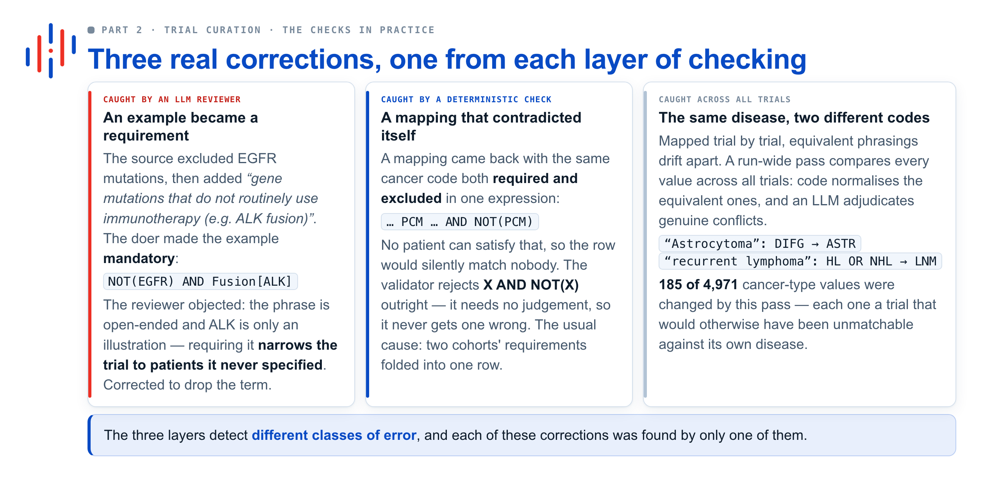 PART 2 · TRIAL CURATION · THE CHECKS IN PRACTICE
Three real corrections, one from each layer of checking
CAUGHT BY AN LLM REVIEWER
An example became a
requirement
The source excluded EGFR
mutations, then added “gene
mutations that do not routinely use
immunotherapy (e.g. ALK fusion)”.
The doer made the example
mandatory:
NOT(EGFR) AND Fusion[ALK]
The reviewer objected: the phrase is
open-ended and ALK is only an
illustration — requiring it narrows the
trial to patients it never specified.
Corrected to drop the term.
CAUGHT BY A DETERMINISTIC CHECK
A mapping that contradicted
itself
A mapping came back with the same
cancer code both required and
excluded in one expression:
… PCM … AND NOT(PCM)
No patient can satisfy that, so the row
would silently match nobody. The
validator rejects X AND NOT(X)
outright — it needs no judgement, so
it never gets one wrong. The usual
cause: two cohorts' requirements
folded into one row.
CAUGHT ACROSS ALL TRIALS
The same disease, two different codes
Mapped trial by trial, equivalent phrasings
drift apart. A run-wide pass compares every
value across all trials: code normalises the
equivalent ones, and an LLM adjudicates
genuine conflicts.
“Astrocytoma”: DIFG → ASTR
“recurrent lymphoma”: HL OR NHL → LNM
185 of 4,971 cancer-type values were
changed by this pass — each one a trial that
would otherwise have been unmatchable
against its own disease.
The three layers detect different classes of error, and each of these corrections was found by only one of them.